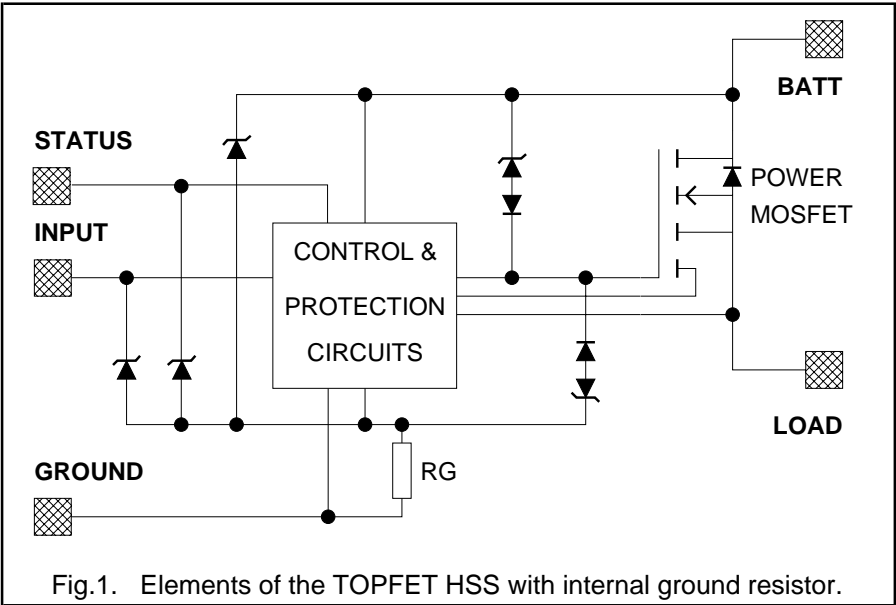 BATT
STATUS
POWER
MOSFET
INPUT
CONTROL &
PROTECTION
CIRCUITS
LOAD
GROUND
RG
Fig.1. Elements of the TOPFET HSS with internal ground resistor.